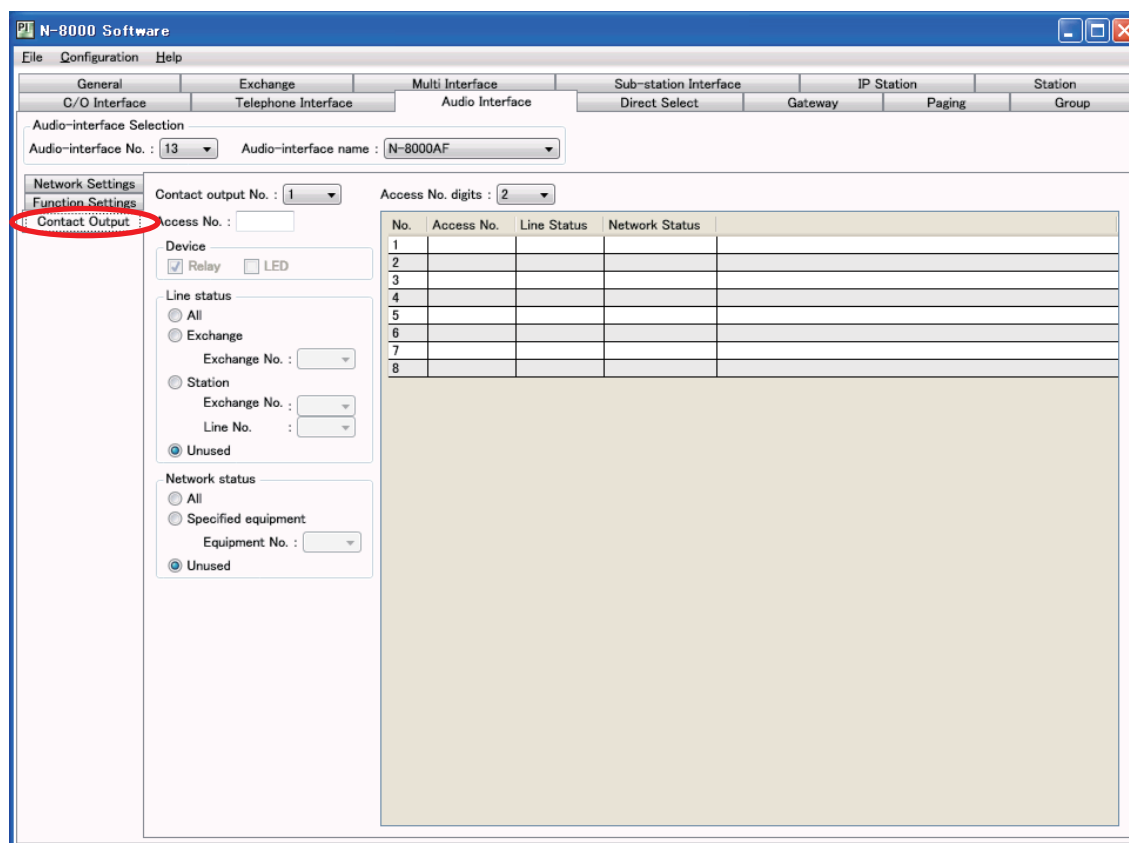 N-8000 Software
File Configuration Help
General Exchange Multi Interface Sub-station Interface IP Station Station
C/O Interface Telephone Interface Audio Interface Direct Select Gateway Paging Group
Audio-interface Selection
Audio-interface No. : 13 Audio-interface name : N-8000AF
Network Settings
Function Settings
Contact Output
Contact output No. : 1 Access No. digits : 2
Access No. :
Device
Relay LED
Line status
All
Exchange
Exchange No. :
Station
Exchange No. :
Line No. :
Unused
Network status
All
Specified equipment
Equipment No. :
Unused
No. Access No. Line Status Network Status
1
2
3
4
5
6
7
8